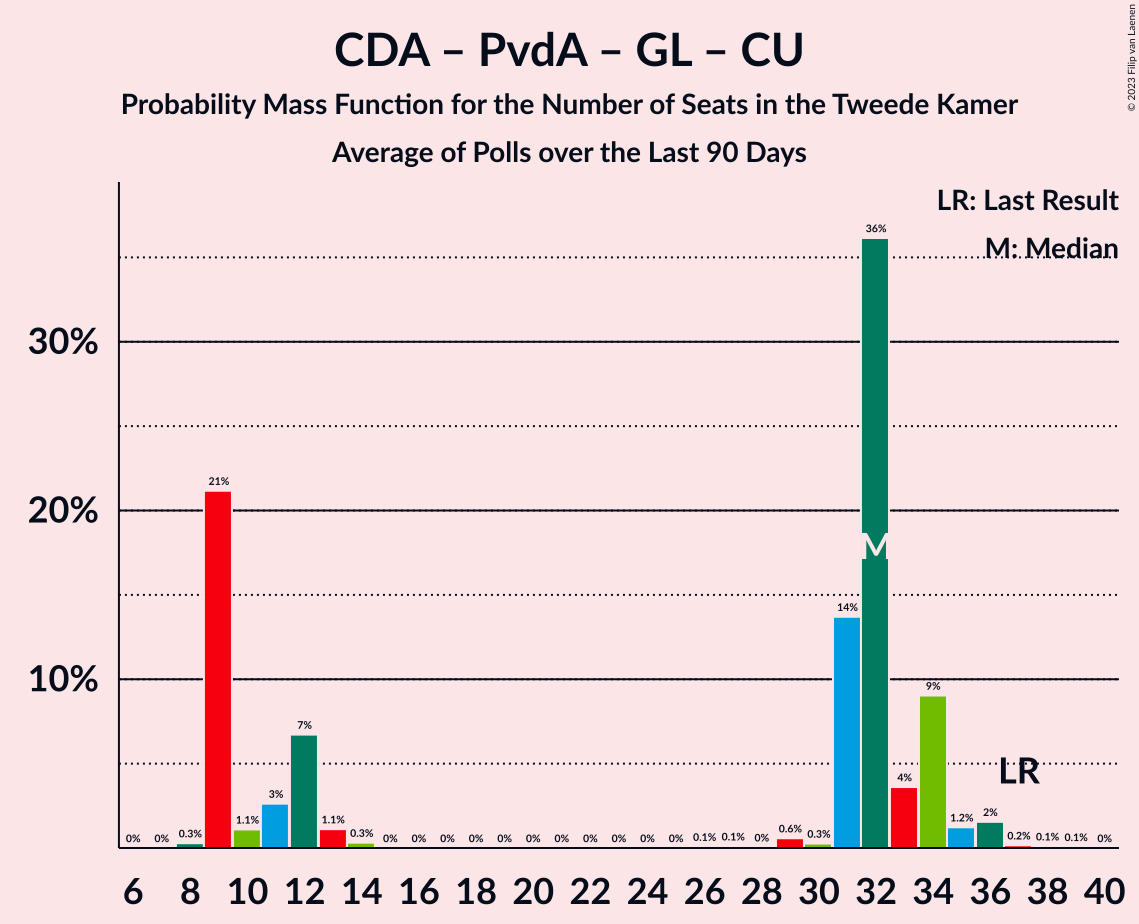 CDA – PvdA – GL – CU
Probability Mass Function for the Number of Seats in the Tweede Kamer
Average of Polls over the Last 90 Days
© 2023 Filip van Laenen
LR: Last Result
M: Median
30%
20%
10%
0% 0% 0.3% 21% 1.1% 3% 7% 1.1% 0.3% 0% 0% 0% 0% 0% 0% 0% 0% 0% 0% 0% 0.1% 0.1% 0% 0.6% 0.3% 14% 36% 4% 9% 1.2% 2% 0.2% 0.1% 0.1% 0%
M
LR
6 8 10 12 14 16 18 20 22 24 26 28 30 32 34 36 38 40